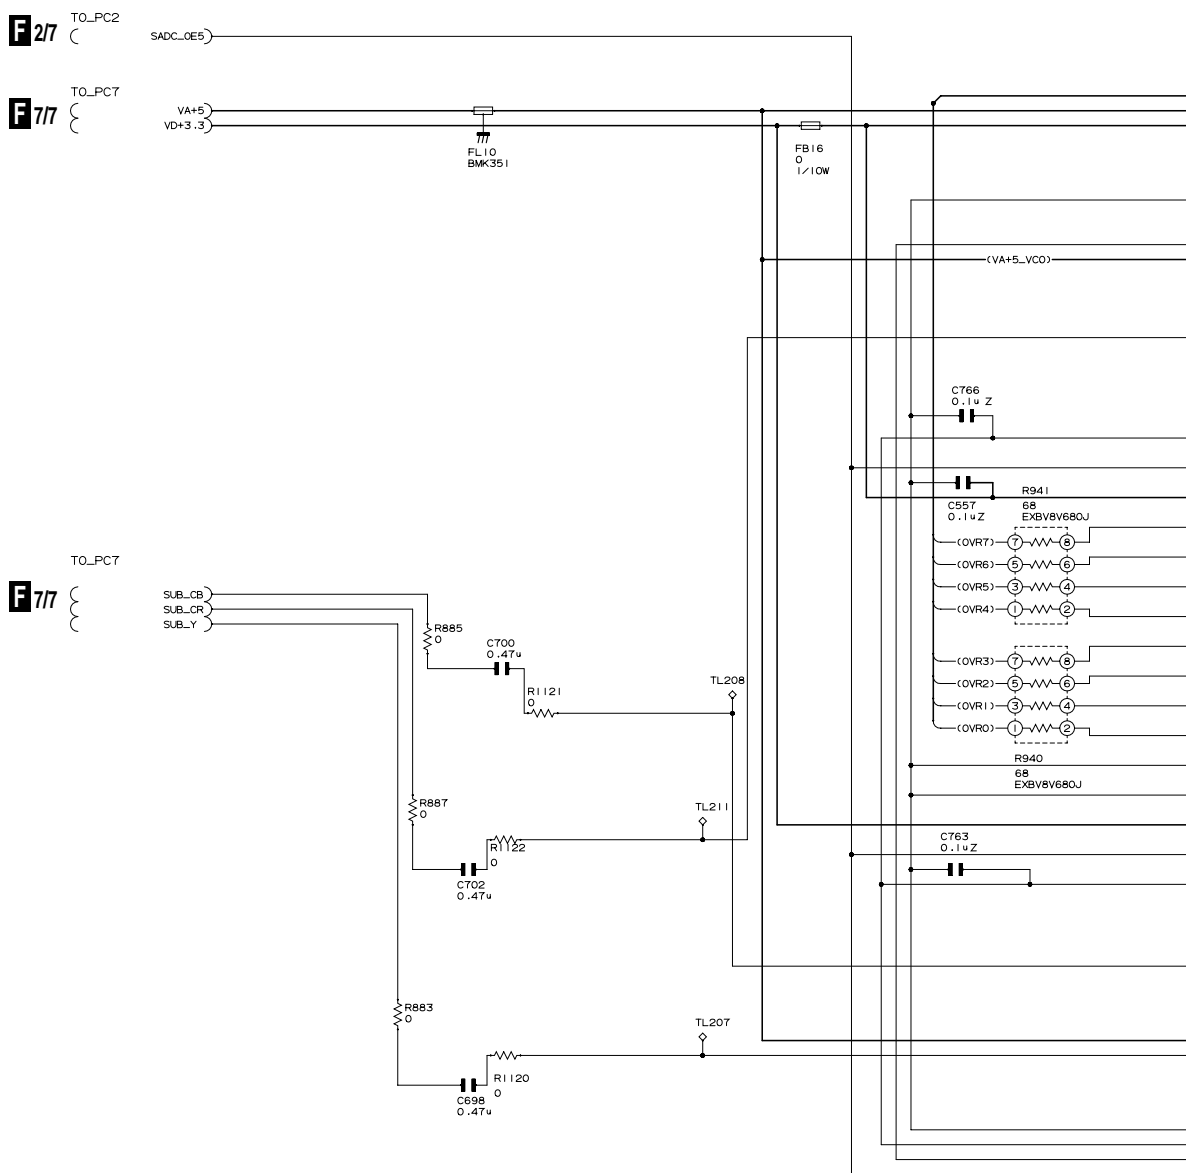 TO_PC2
F 2/7
SADC_OE5
TO_PC7
F 7/7
VA+5
VD+3.3
FL10
BMK351
FB16
0
1/10W
(VA+5_VCO)
C766
0.1u Z
C557
0.1uZ
R941
68
EXBV8V680J
(OVR7) 7 8
(OVR6) 5 6
(OVR5) 3 4
(OVR4) 1 2
TO_PC7
F 7/7
SUB_CB
SUB_CR
SUB_Y
R885
0
C700
0.47u
R1121
0
TL208
(OVR3) 7 8
(OVR2) 5 6
(OVR1) 3 4
(OVR0) 1 2
R940
68
EXBV8V680J
R887
0
TL211
R1122
0
C702
0.47u
C763
0.1uZ
R883
0
TL207
R1120
0
C698
0.47u